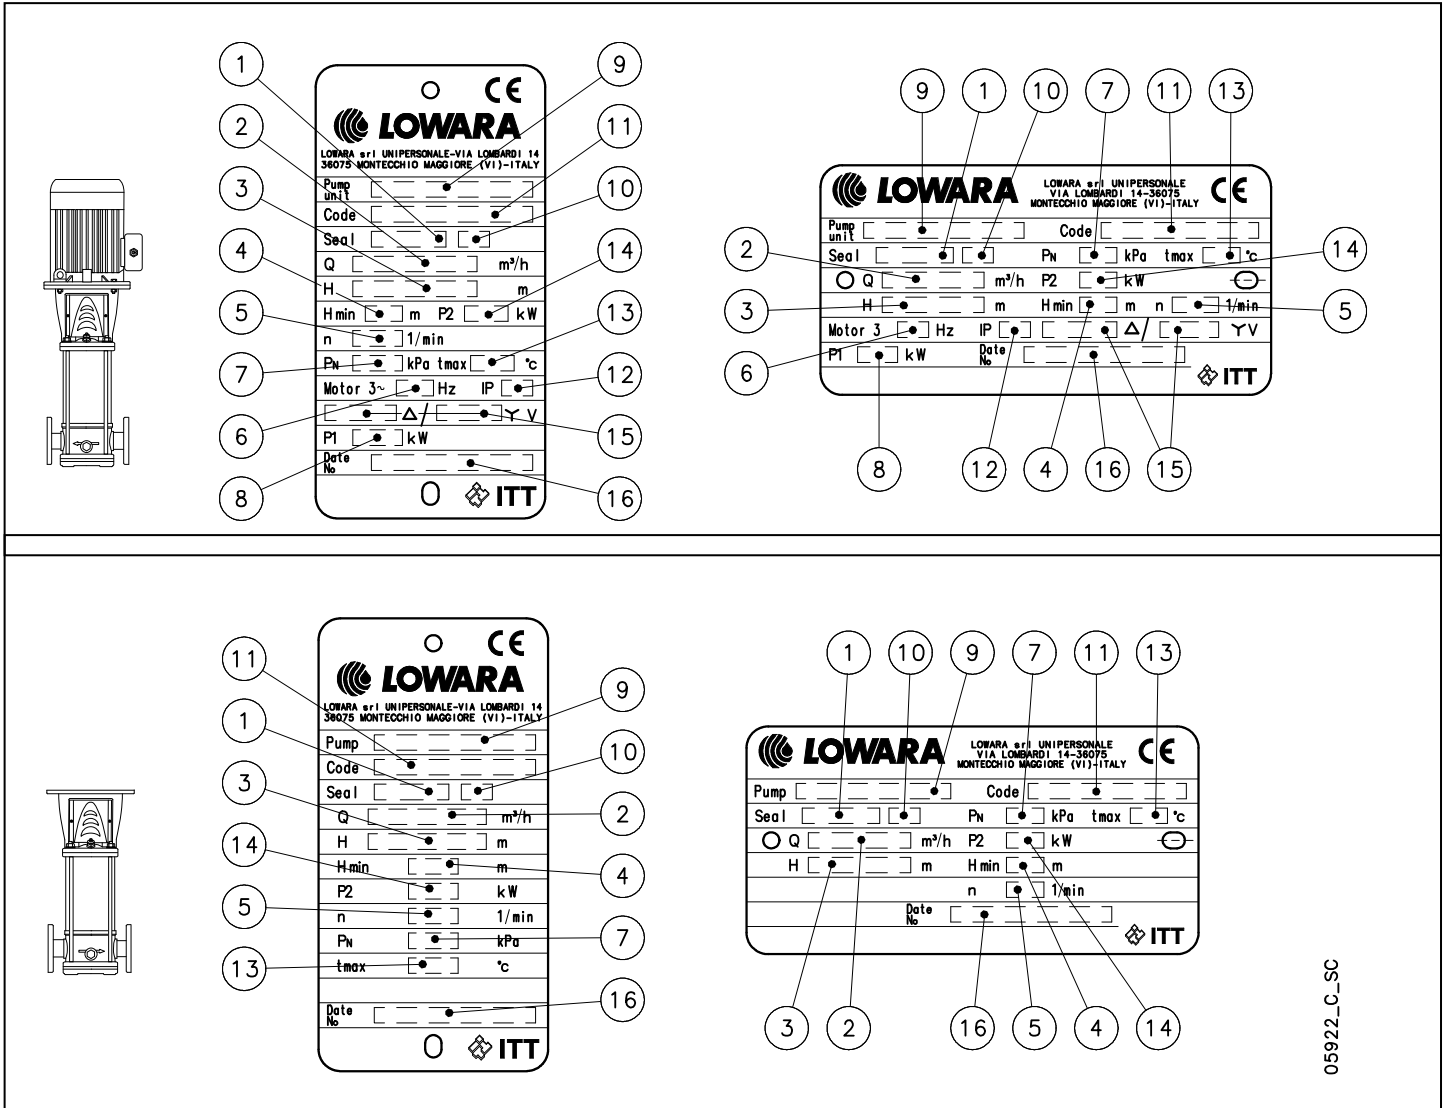 1
2
3
4
5
6
7
8
9
11
10
14
13
12
15
16
CE
LOWARA
LOWARA srl UNIPERSONALE-VIA LOMBARDI 14
36075 MONTECCHIO MAGGIORE (VI)-ITALY
Pump unit
Code
Seal
Q m³/h
H m
Hmin m P2 kW
n 1/min
PN kPa tmax °c
Motor 3~ Hz IP
△/ Y V
P1 kW
Date No
ITT
9 1 10 7 11 13
LOWARA
LOWARA srl UNIPERSONALE
VIA LOMBARDI 14-36075
MONTECCHIO MAGGIORE (VI)-ITALY
CE
Pump unit Code
Seal PN kPa tmax °c
Q m³/h P2 kW
H m Hmin m n 1/min
Motor 3 Hz IP △/ Y V
P1 kW Date No
ITT
2
3
6
14
5
8 12 4 16 15
11
1
3
14
5
13
9
10
2
4
7
16
CE
LOWARA
LOWARA srl UNIPERSONALE-VIA LOMBARDI 14
36075 MONTECCHIO MAGGIORE (VI)-ITALY
Pump
Code
Seal
Q m³/h
H m
Hmin m
P2 kW
n 1/min
PN kPa
tmax °c
Date No
ITT
1 10 9 7 11 13
LOWARA
LOWARA srl UNIPERSONALE
VIA LOMBARDI 14-36075
MONTECCHIO MAGGIORE (VI)-ITALY
CE
Pump Code
Seal PN kPa tmax °c
Q m³/h P2 kW
H m Hmin m
n 1/min
Date No
ITT
3 2 16 5 4 14
05922_C_SC